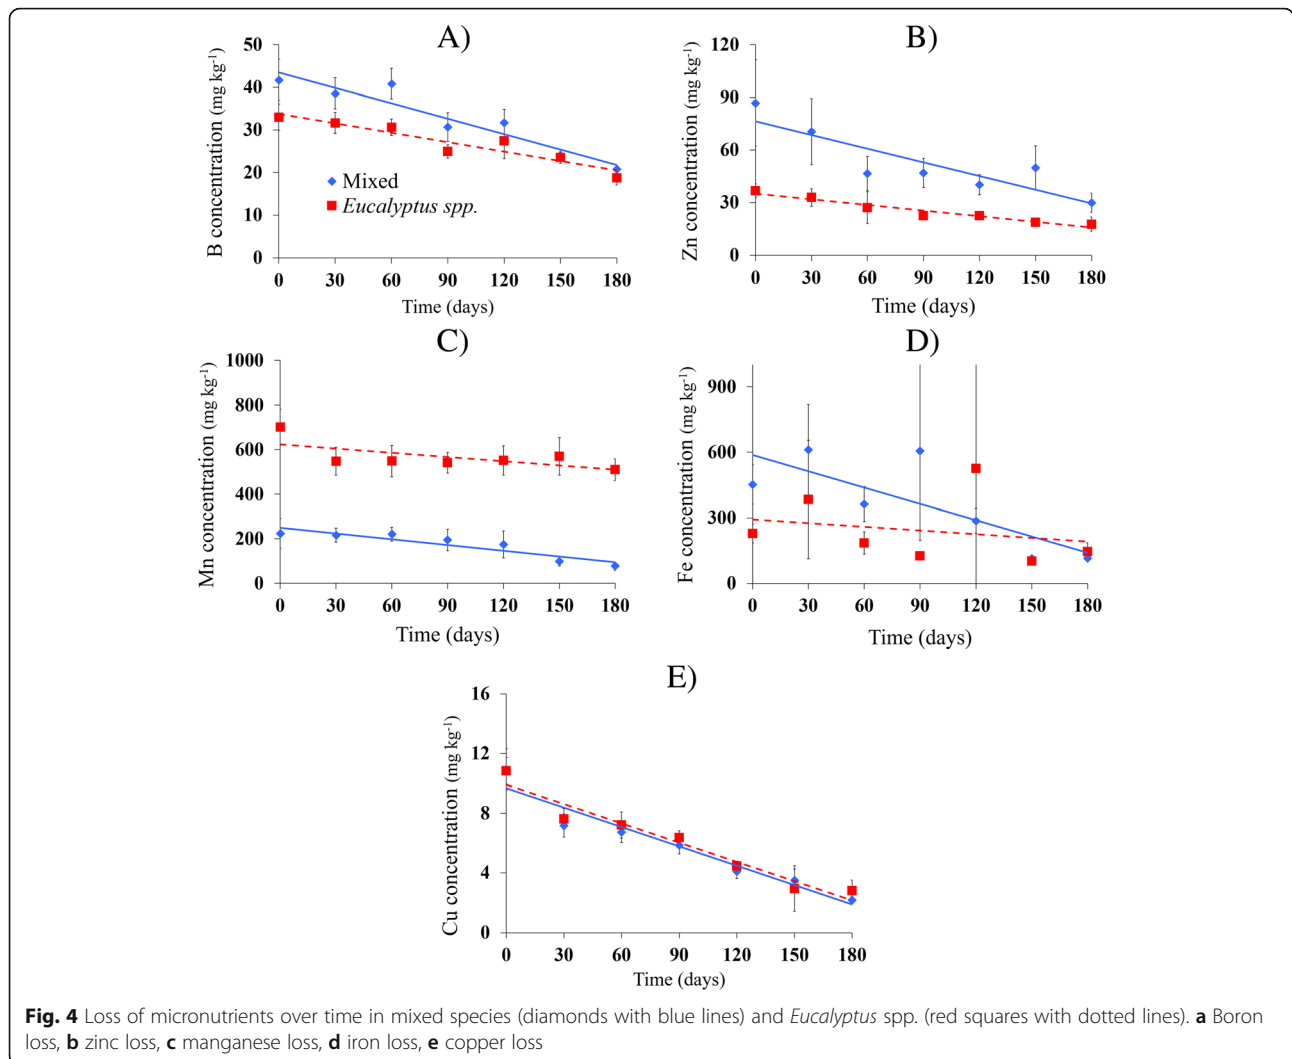 A)
B concentration (mg kg-1)
50
40
30
20
10
0
Mixed
Eucalyptus spp.
0 30 60 90 120 150 180
Time (days)
B)
Zn concentration (mg kg-1)
120
90
60
30
0
0 30 60 90 120 150 180
Time (days)
C)
Mn concentration (mg kg-1)
1000
800
600
400
200
0
0 30 60 90 120 150 180
Time (days)
D)
Fe concentration (mg kg-1)
900
600
300
0
0 30 60 90 120 150 180
Time (days)
E)
Cu concentration (mg kg-1)
16
12
8
4
0
0 30 60 90 120 150 180
Time (days)
Fig. 4 Loss of micronutrients over time in mixed species (diamonds with blue lines) and Eucalyptus spp. (red squares with dotted lines). a Boron
loss, b zinc loss, c manganese loss, d iron loss, e copper loss